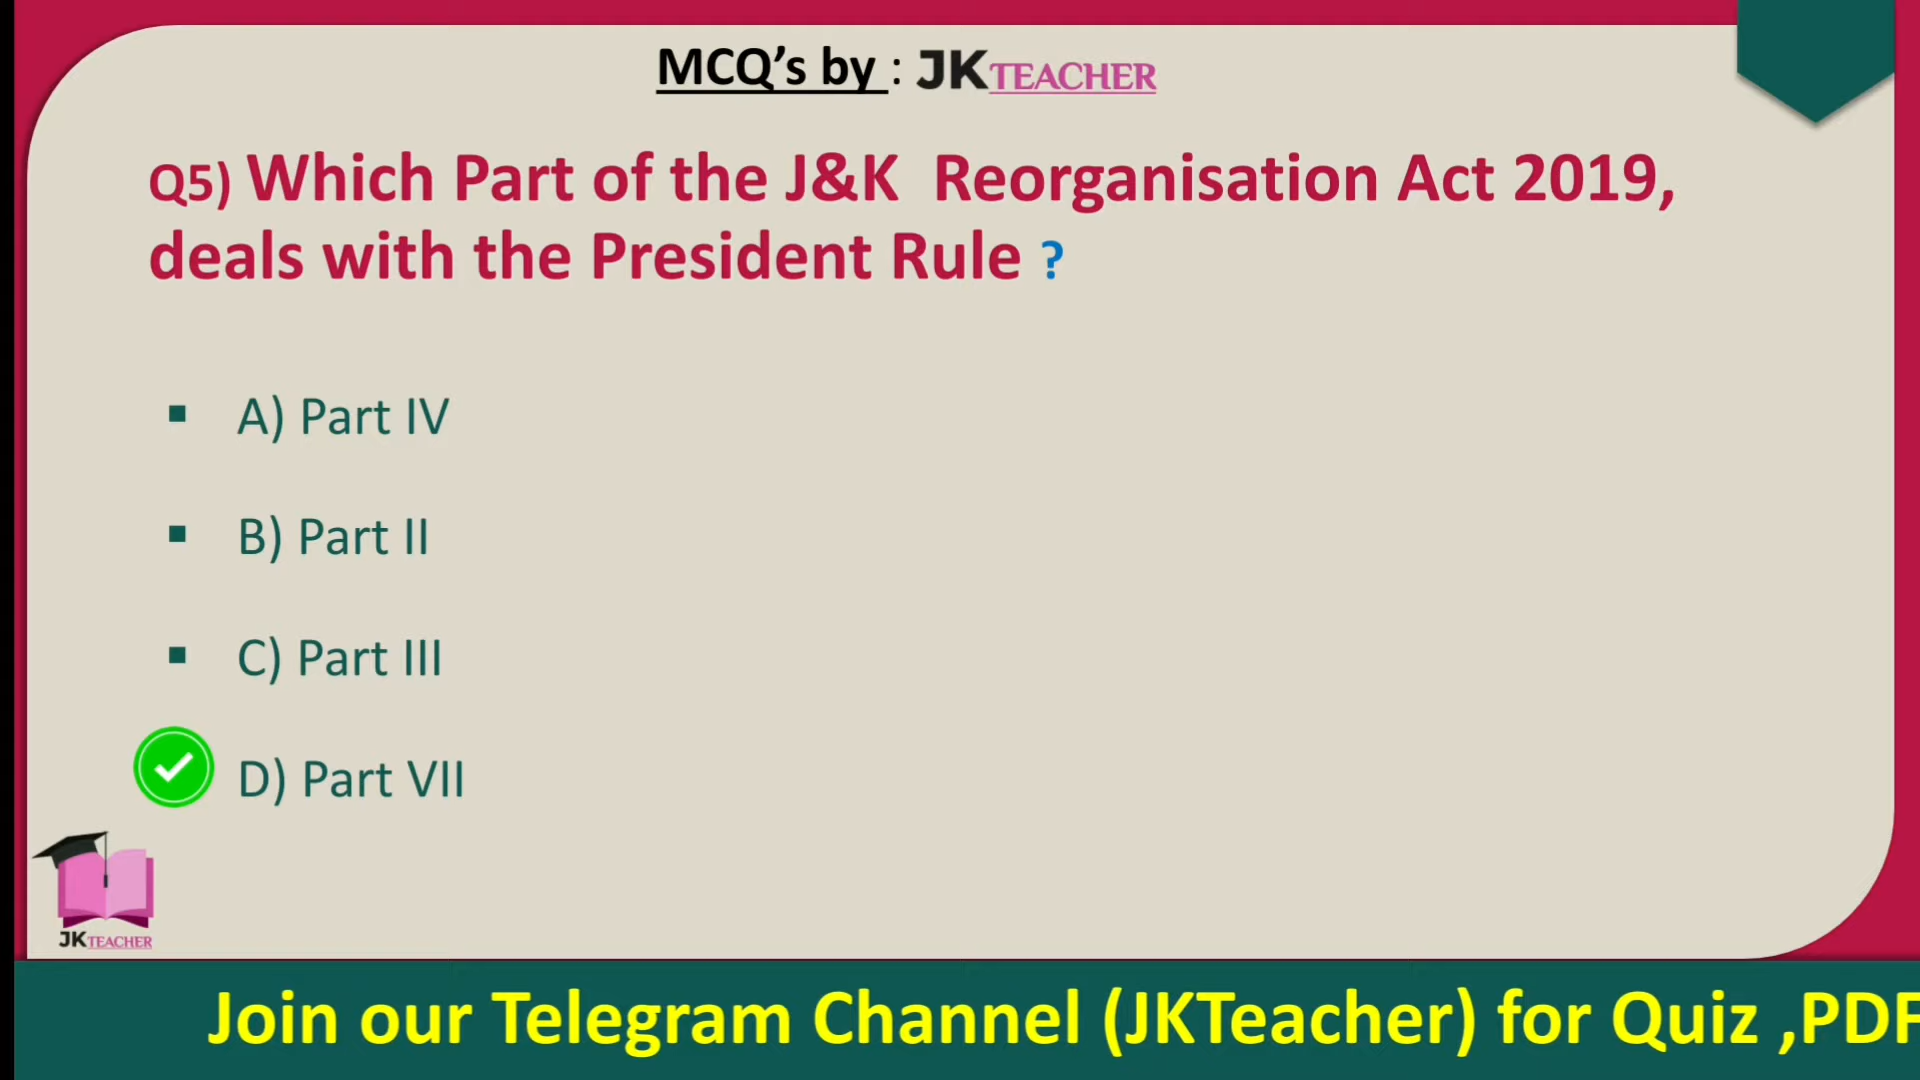 MCQ’s by : JKTEACHER
Q5) Which Part of the J&K Reorganisation Act 2019,
deals with the President Rule ?
▪ A) Part IV
▪ B) Part II
▪ C) Part III
D) Part VII
JKTEACHER
Join our Telegram Channel (JKTeacher) for Quiz ,PDF